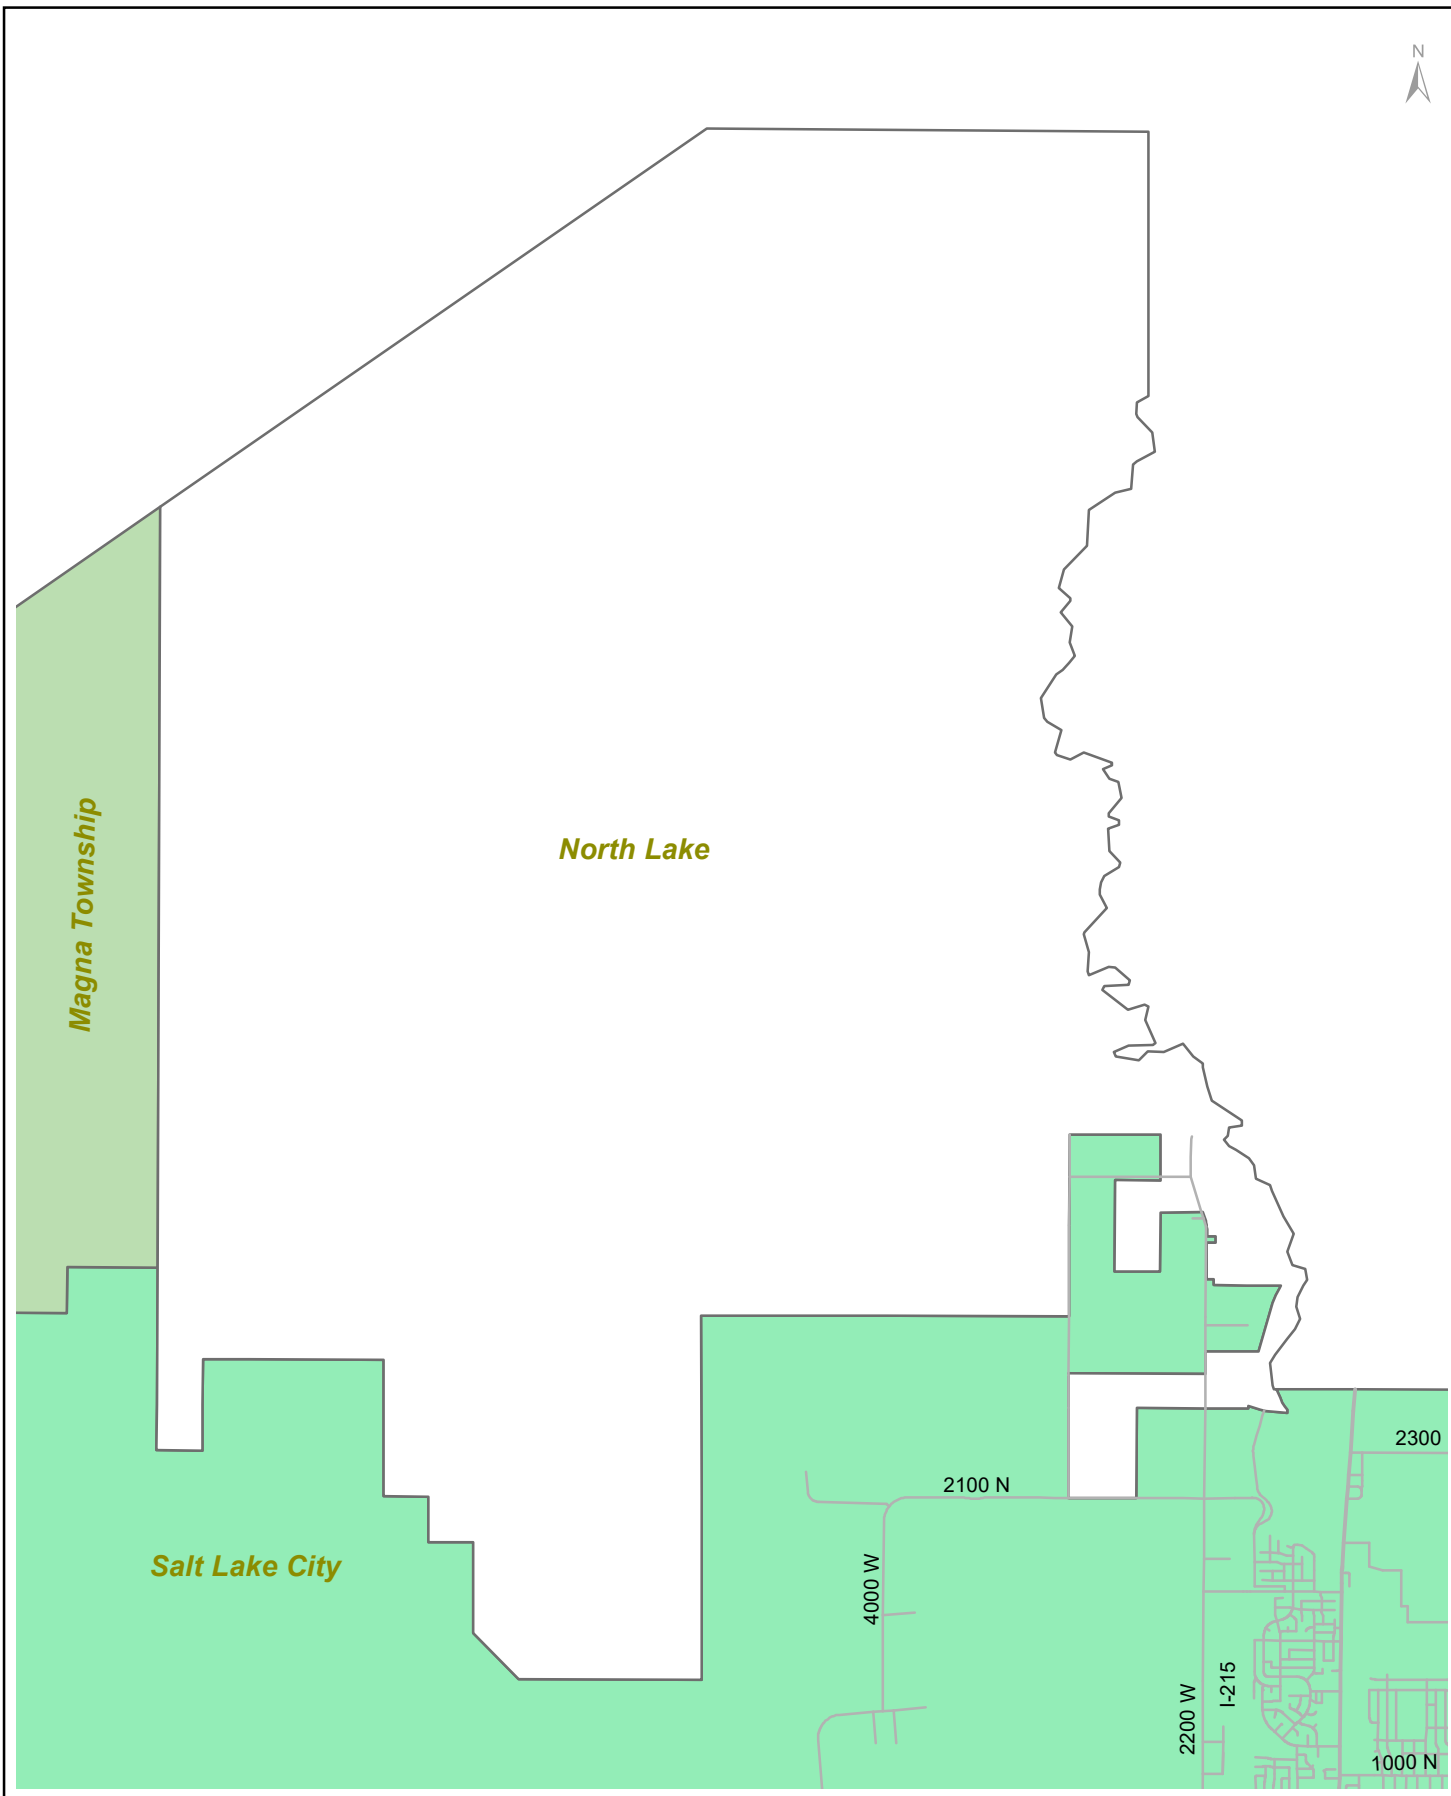 N
North Lake
Magna Township
2300
2100 N
Salt Lake City
4000 W
I-215
2200 W
1000 N